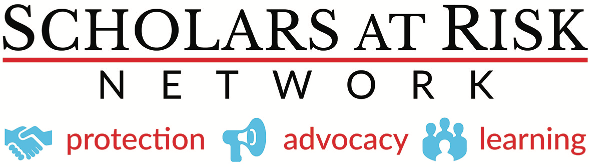 SCHOLARS AT RISK
NETWORK
protection advocacy learning